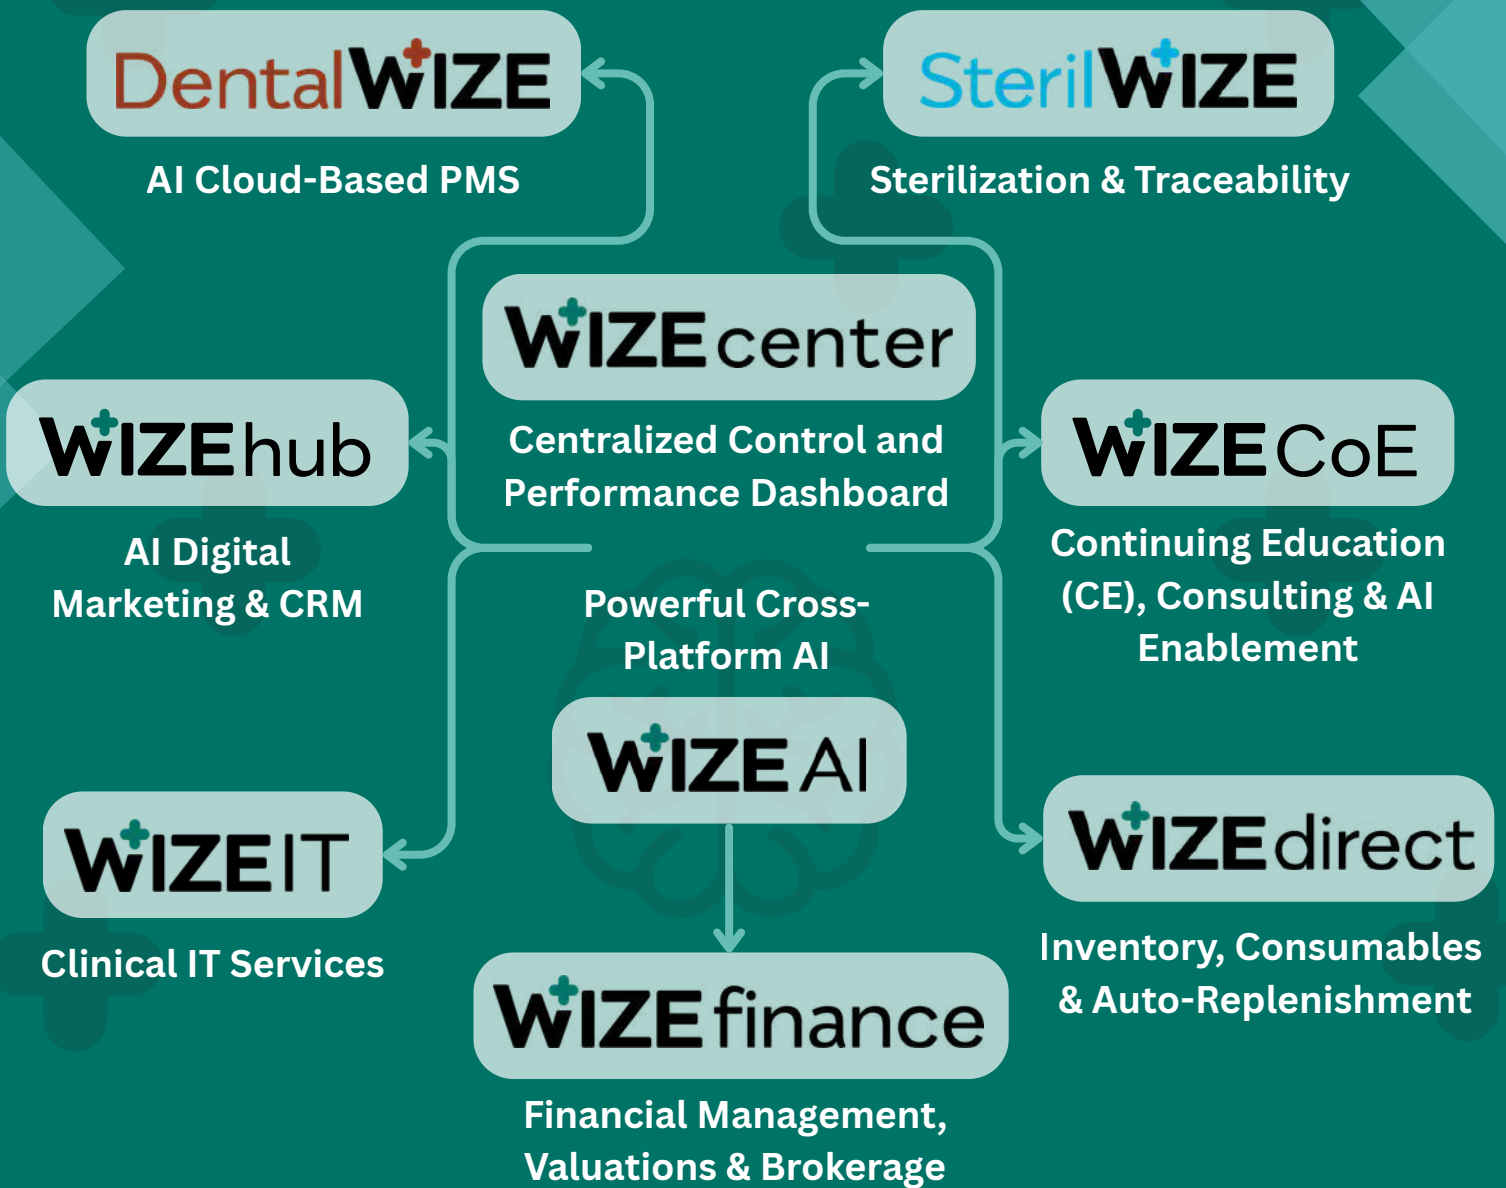 DentalWIZE
AI Cloud-Based PMS
SterilWIZE
Sterilization & Traceability
WIZEcenter
Centralized Control and
Performance Dashboard
WIZEhub
AI Digital
Marketing & CRM
WIZECoE
Continuing Education
(CE), Consulting & AI
Enablement
Powerful Cross-
Platform AI
WIZEAI
WIZEIT
Clinical IT Services
WIZEdirect
Inventory, Consumables
& Auto-Replenishment
WIZEfinance
Financial Management,
Valuations & Brokerage